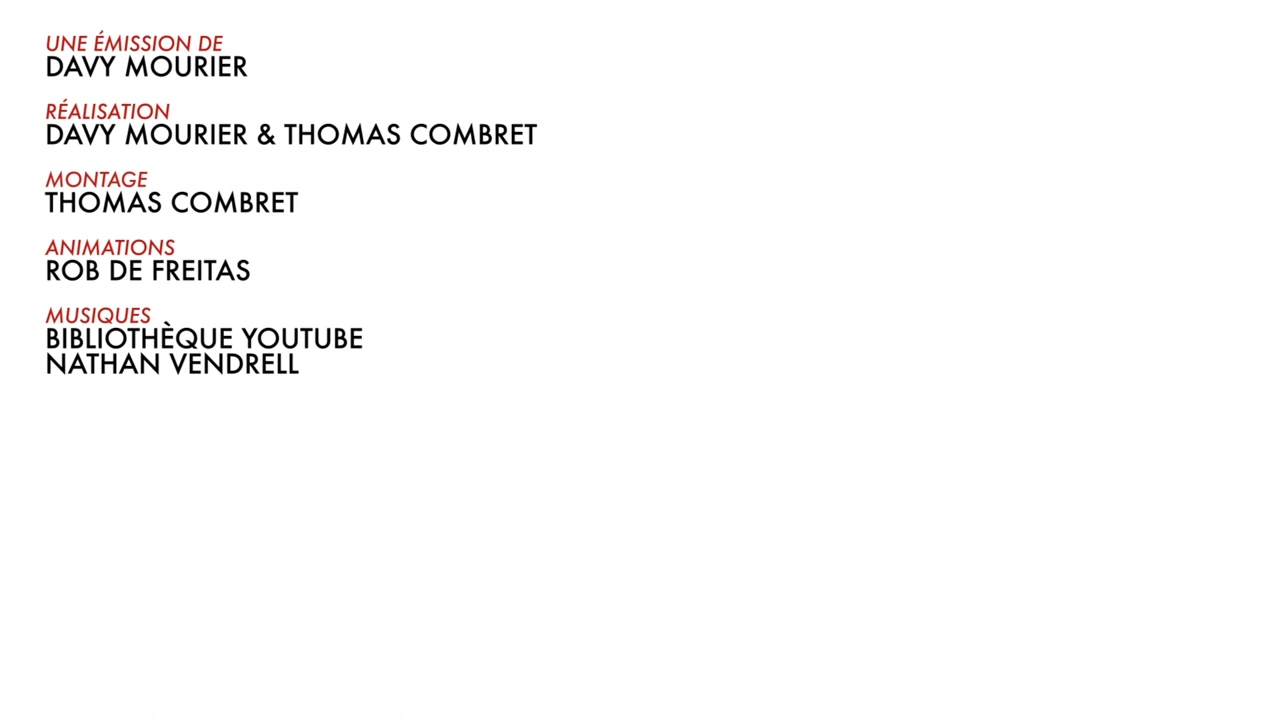 UNE ÉMISSION DE
DAVY MOURIER
RÉALISATION
DAVY MOURIER & THOMAS COMBRET
MONTAGE
THOMAS COMBRET
ANIMATIONS
ROB DE FREITAS
MUSIQUES
BIBLIOTHÈQUE YOUTUBE
NATHAN VENDRELL